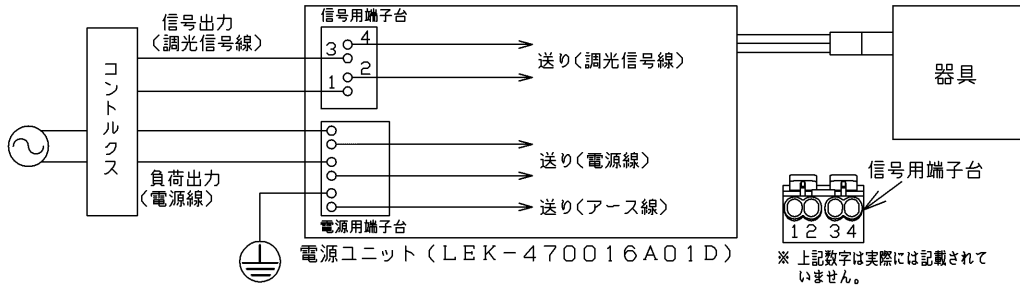 信号出力
(調光信号線)
コントルクス
負荷出力
(電源線)
信号用端子台
4
3
2
1
送り(調光信号線)
送り(電源線)
送り(アース線)
電源用端子台
電源ユニット(LEK-470016A01D)
器具
信号用端子台
1 2 3 4
※ 上記数字は実際には記載されて
いません。